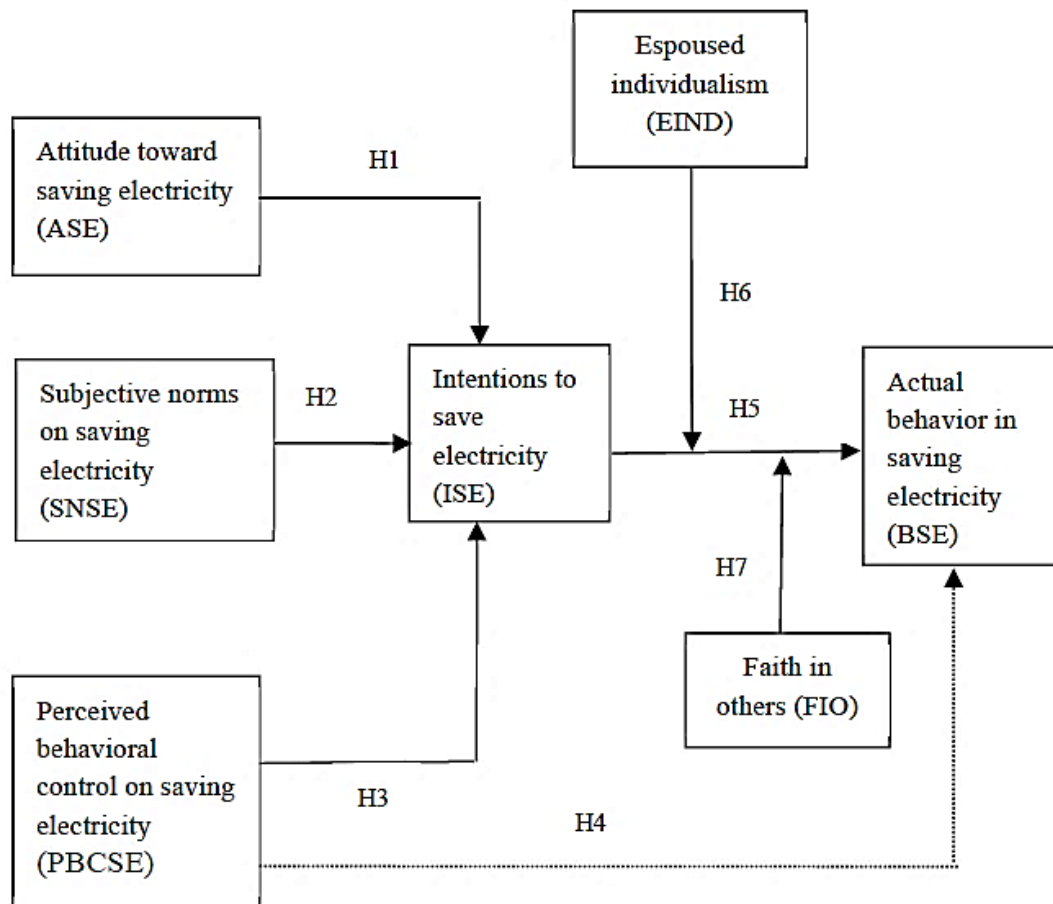 Espoused
individualism
(EIND)
Attitude toward
saving electricity
(ASE)
H1
H6
Subjective norms
on saving
electricity
(SNSE)
H2
Intentions to
save
electricity
(ISE)
H5
Actual
behavior in
saving
electricity
(BSE)
H7
Faith in
others (FIO)
Perceived
behavioral
control on saving
electricity
(PBCSE)
H3
H4